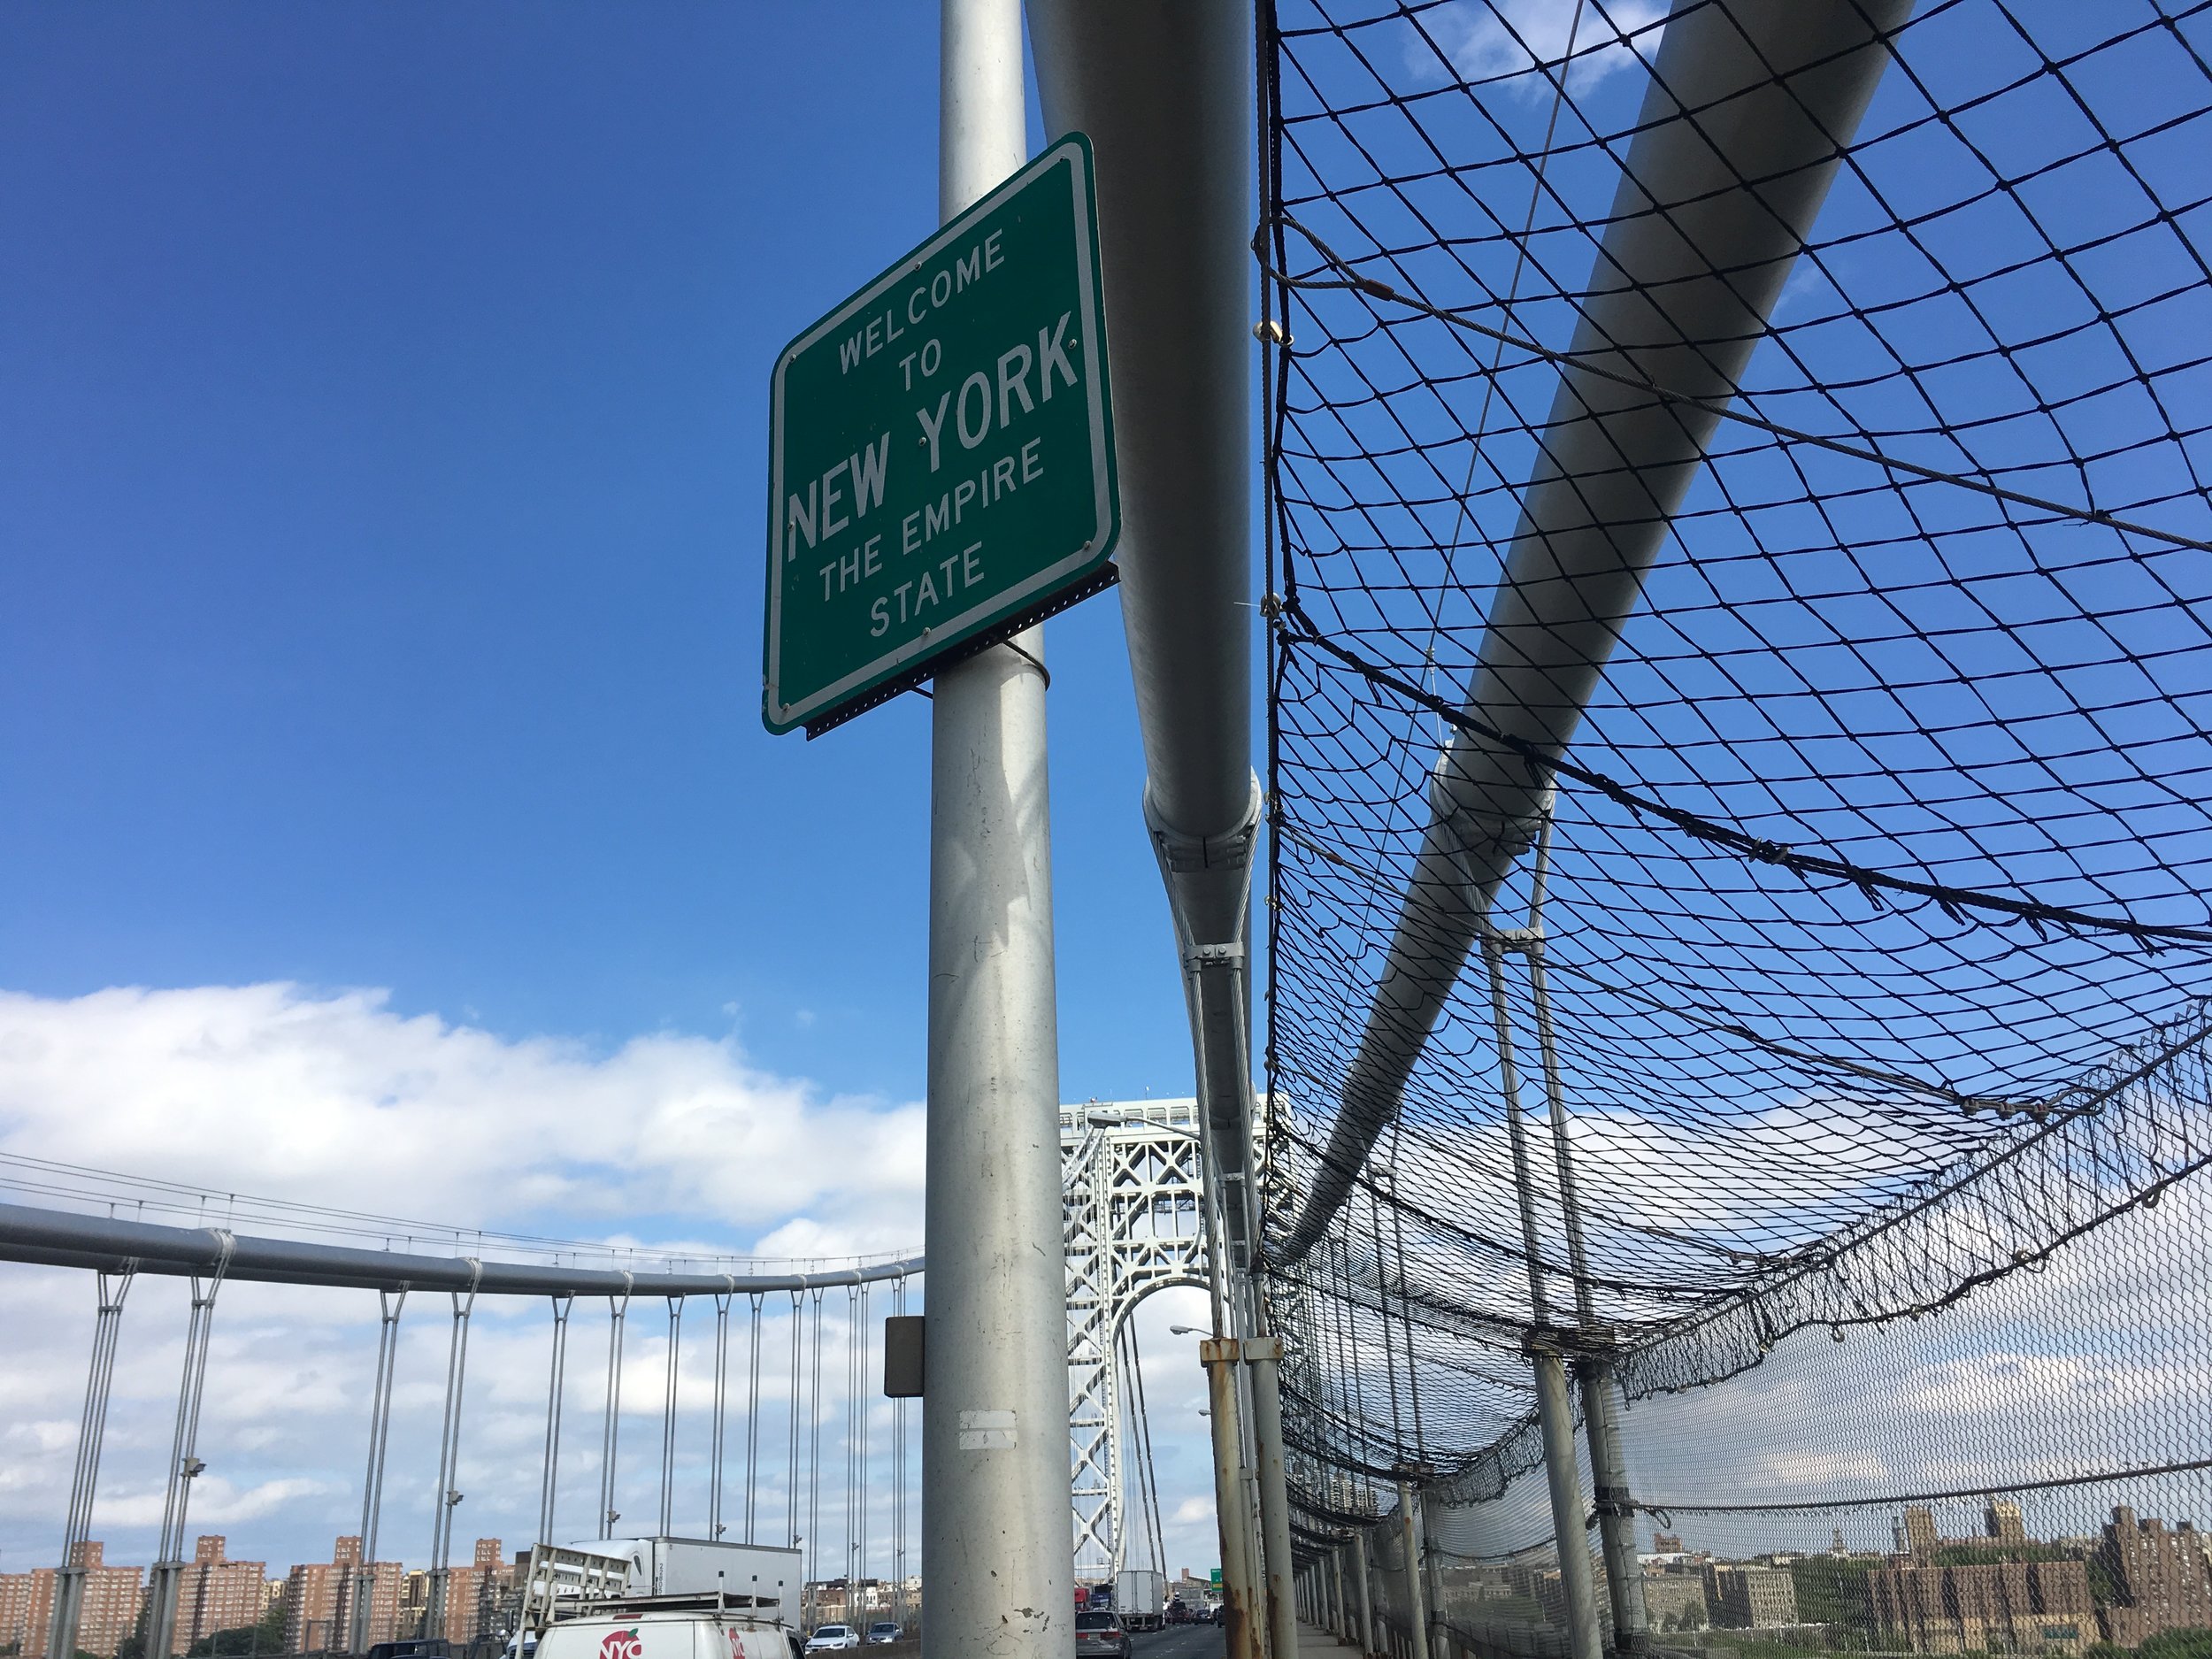 WELCOME
TO
NEW YORK
THE EMPIRE
STATE
NYC